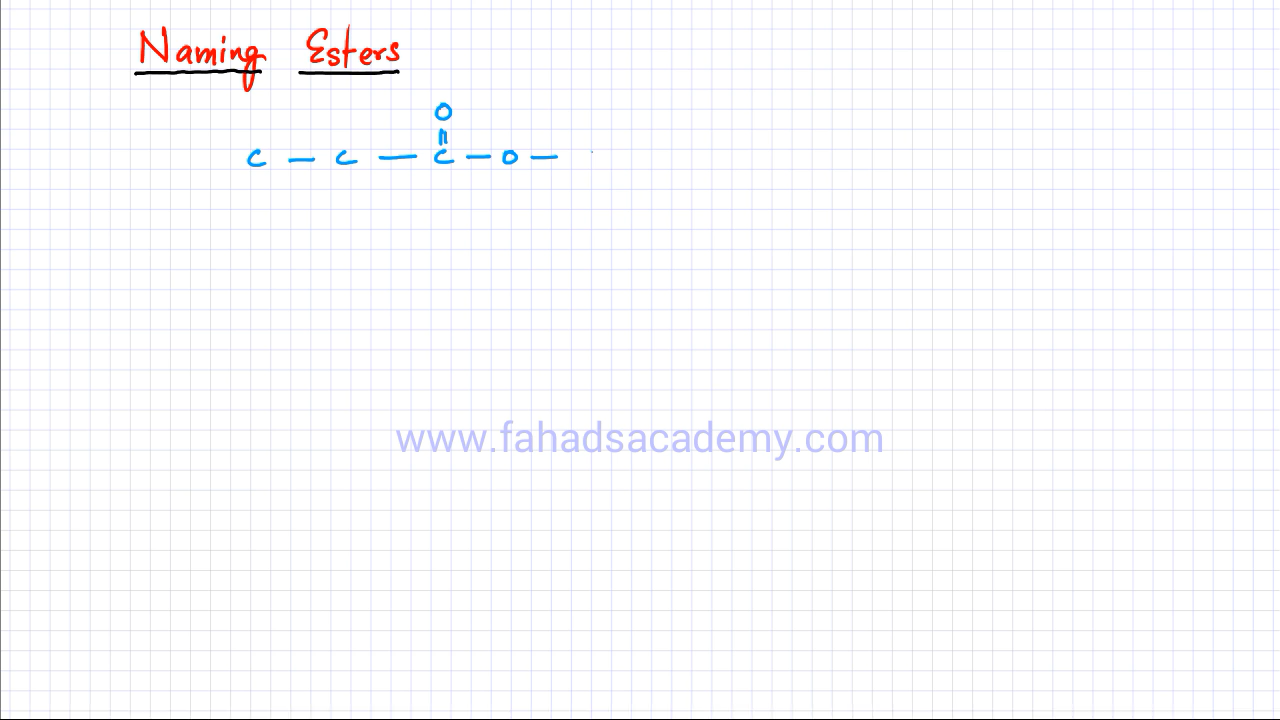 Naming Esters
O
||
C — C — C — O —
www.fahadsacademy.com